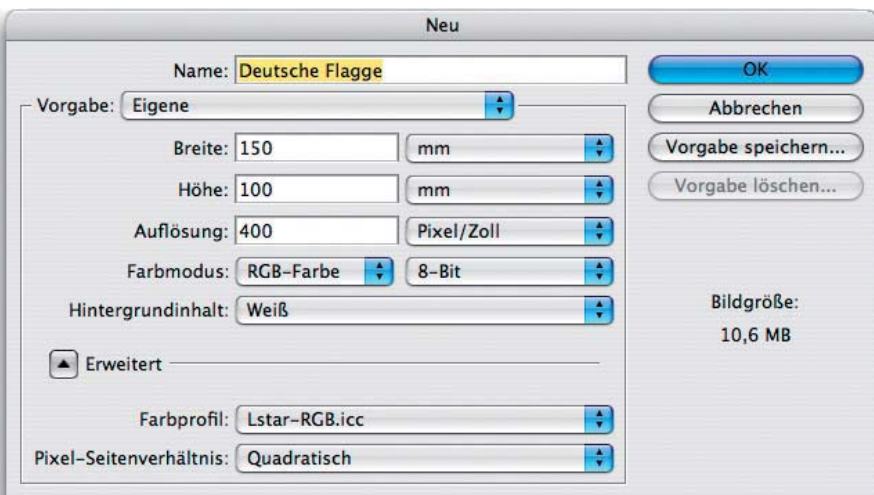 Neu
Name: Deutsche Flagge
OK
Vorgabe: Eigene
Abbrechen
Breite: 150 mm
Vorgabe speichern...
Höhe: 100 mm
Vorgabe löschen...
Auflösung: 400 Pixel/Zoll
Farbmodus: RGB-Farbe 8-Bit
Hintergrundinhalt: Weiß
Bildgröße:
10,6 MB
Erweitert
Farbprofil: Lstar-RGB.icc
Pixel-Seitenverhältnis: Quadratisch